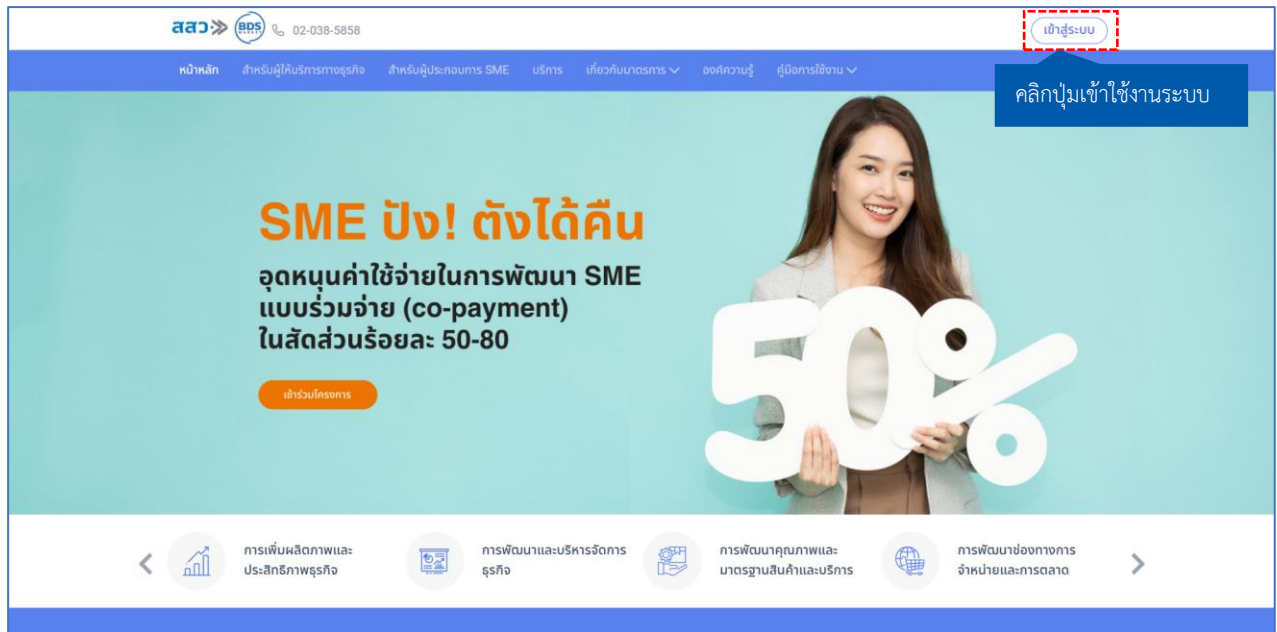 สสว
BDS
02-038-5858
เข้าสู่ระบบ
หน้าหลัก สำหรับผู้ให้บริการทางธุรกิจ สำหรับผู้ประกอบการ SME บริการ เกี่ยวกับมาตรการ องค์ความรู้ คู่มือการใช้งาน
คลิกปุ่มเข้าใช้งานระบบ
SME ปัง! ตังได้คืน
อุดหนุนค่าใช้จ่ายในการพัฒนา SME
แบบร่วมจ่าย (co-payment)
ในสัดส่วนร้อยละ 50-80
เข้าร่วมโครงการ
50%
การเพิ่มผลิตภาพและ
ประสิทธิภาพธุรกิจ
การพัฒนาและบริหารจัดการ
ธุรกิจ
การพัฒนาคุณภาพและ
มาตรฐานสินค้าและบริการ
การพัฒนาช่องทางการ
จำหน่ายและการตลาด